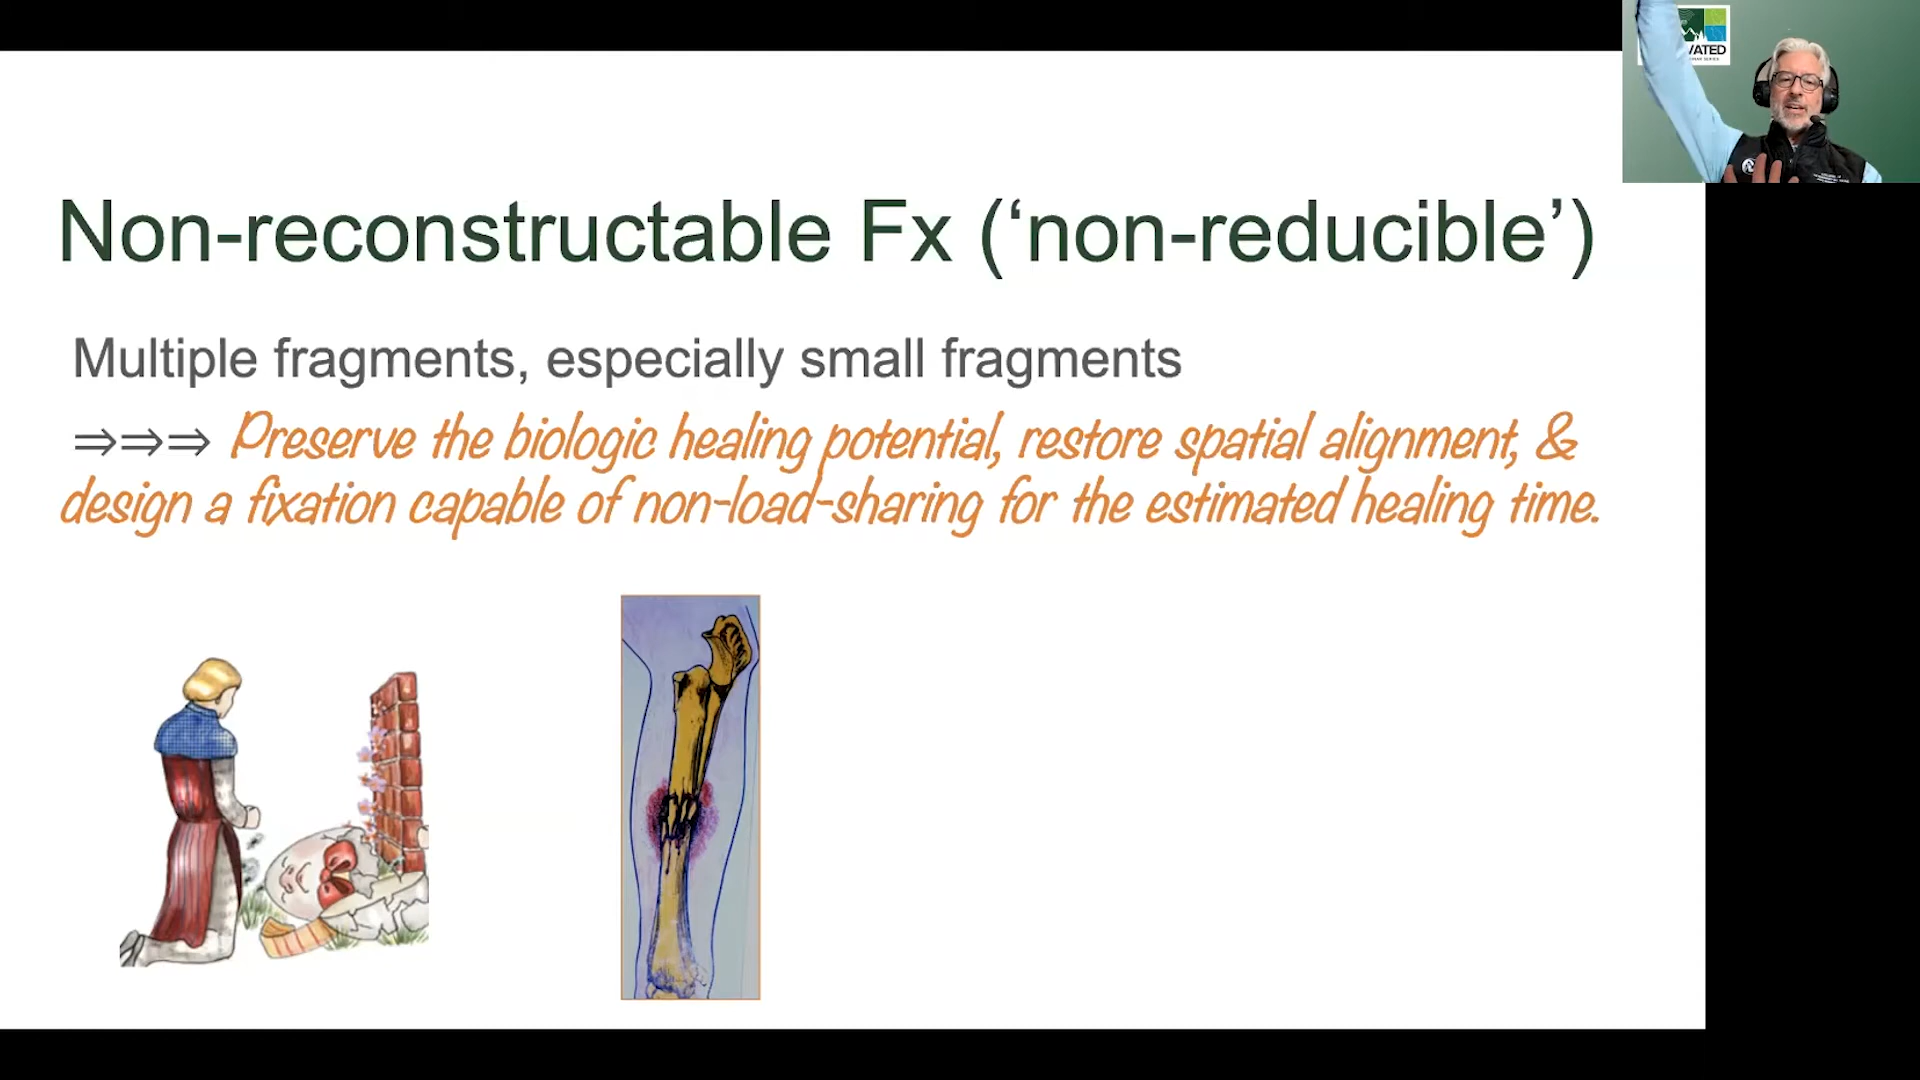 VATED
Non-reconstructable Fx (‘non-reducible’)
Multiple fragments, especially small fragments
⇒⇒⇒ Preserve the biologic healing potential, restore spatial alignment, &
design a fixation capable of non-load-sharing for the estimated healing time.